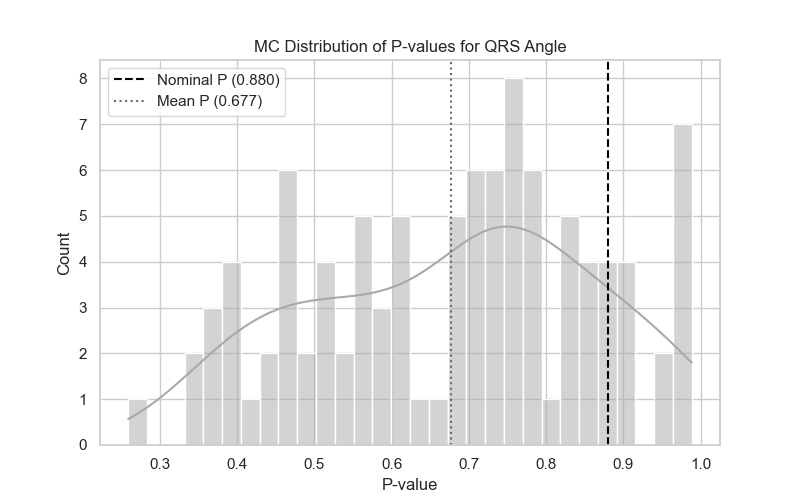 MC Distribution of P-values for QRS Angle
Nominal P (0.880)
Mean P (0.677)
8
7
6
5
4
3
2
1
0
Count
0.3 0.4 0.5 0.6 0.7 0.8 0.9 1.0
P-value